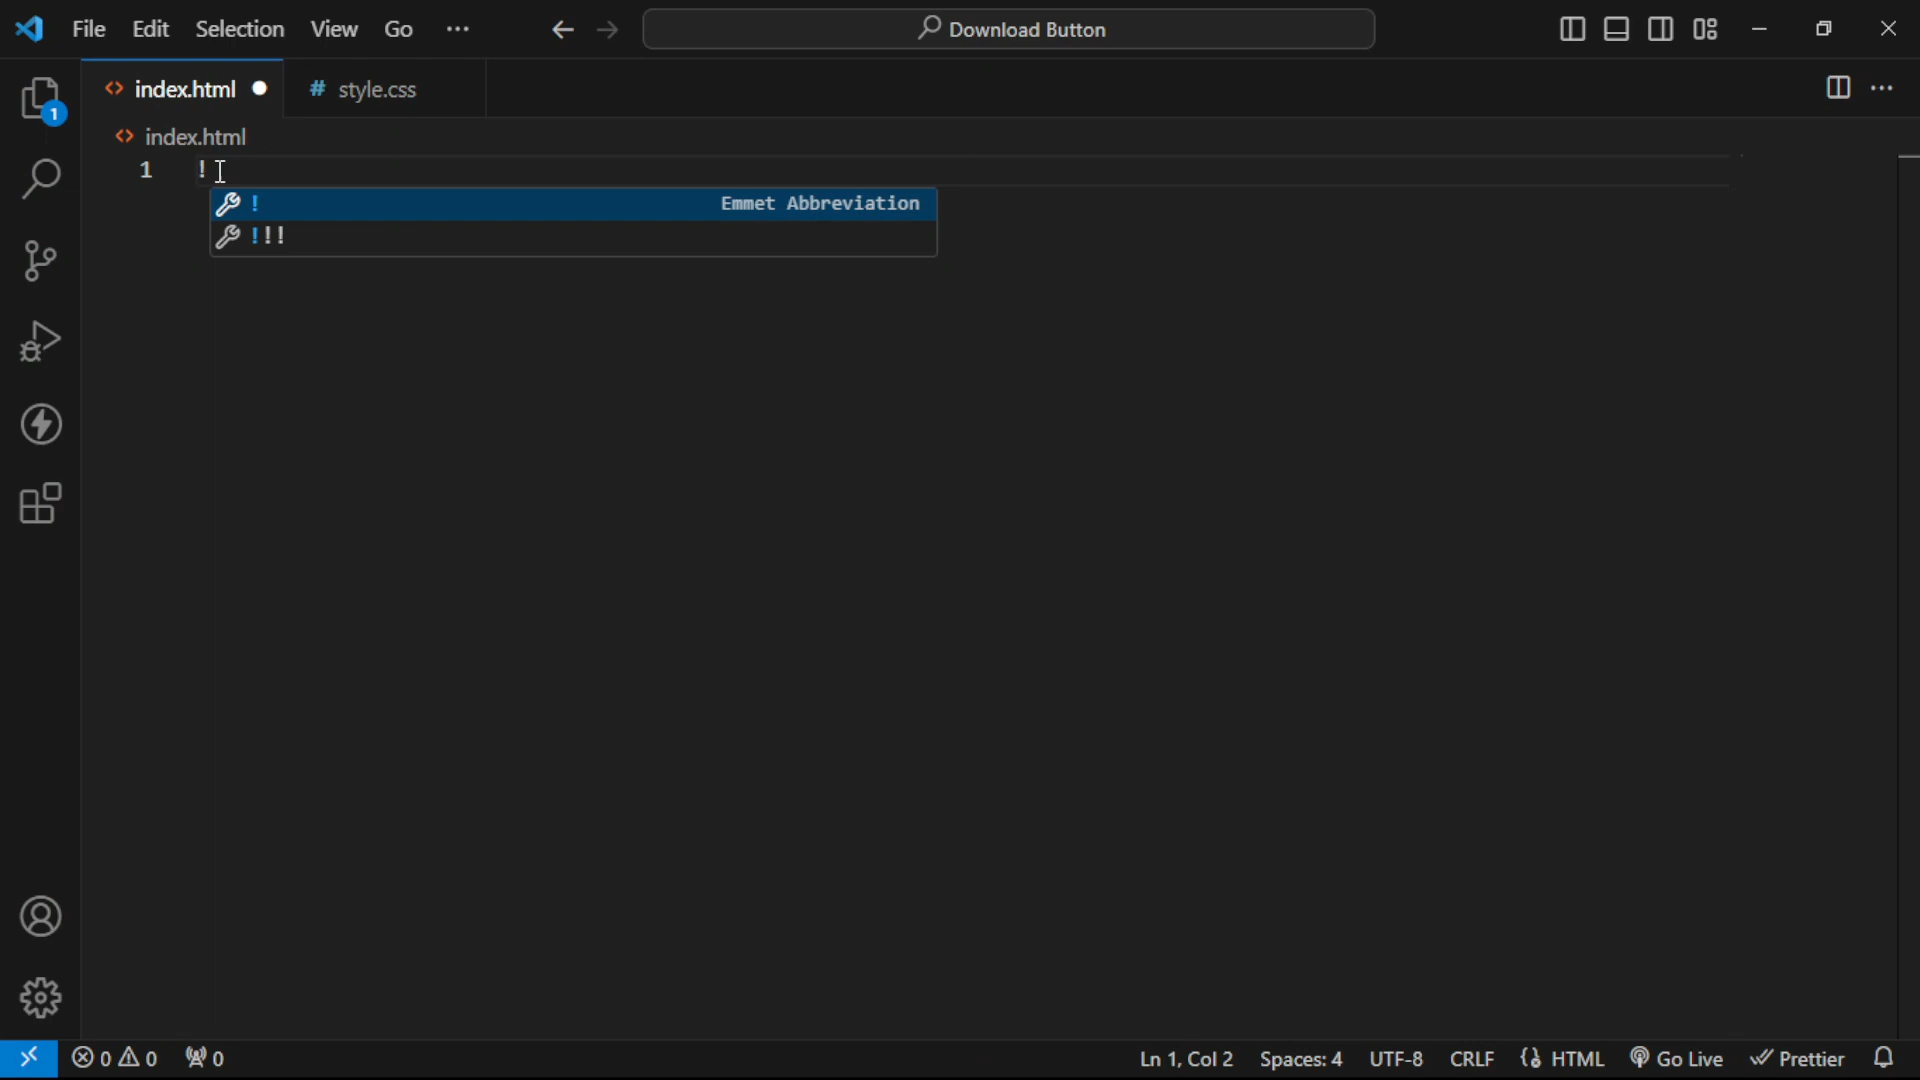 File Edit Selection View Go ··· Download Button
index.html # style.css
1
index.html
1 !
! Emmet Abbreviation
!!!
0 0 0 Ln 1, Col 2 Spaces: 4 UTF-8 CRLF HTML Go Live Prettier